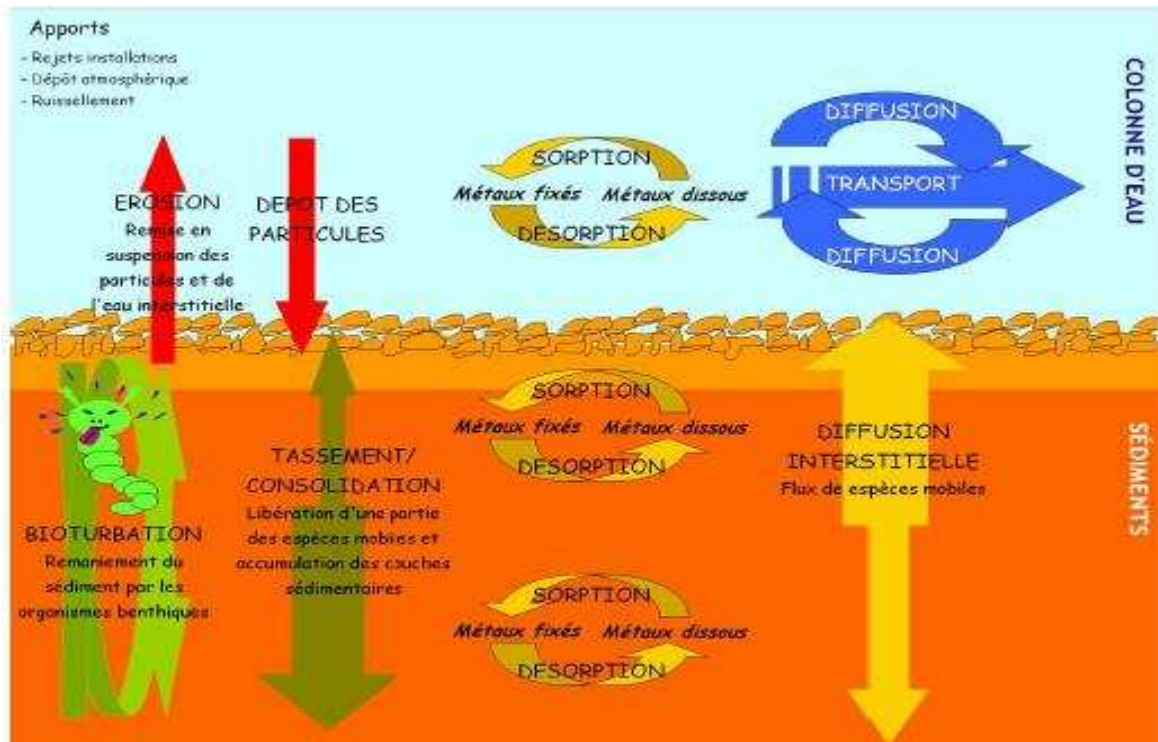 Apports
- Rejets installations
- Dépôt atmosphérique
- Ruissellement
COLONNE D'EAU
EROSION
Remise en
suspension des
particules et de
l'eau interstitielle
DEPOT DES
PARTICULES
SORPTION
Métaux fixés Métaux dissous
DESORPTION
DIFFUSION
TRANSPORT
DIFFUSION
SÉDIMENTS
BIOTURBATION
Remaniement du
sédiment par les
organismes benthiques
TASSEMENT/
CONSOLIDATION
Libération d'une partie
des espèces mobiles et
accumulation des couches
sédimentaires
SORPTION
Métaux fixés Métaux dissous
DESORPTION
SORPTION
Métaux fixés Métaux dissous
DESORPTION
DIFFUSION
INTERSTITIELLE
Flux de espèces mobiles